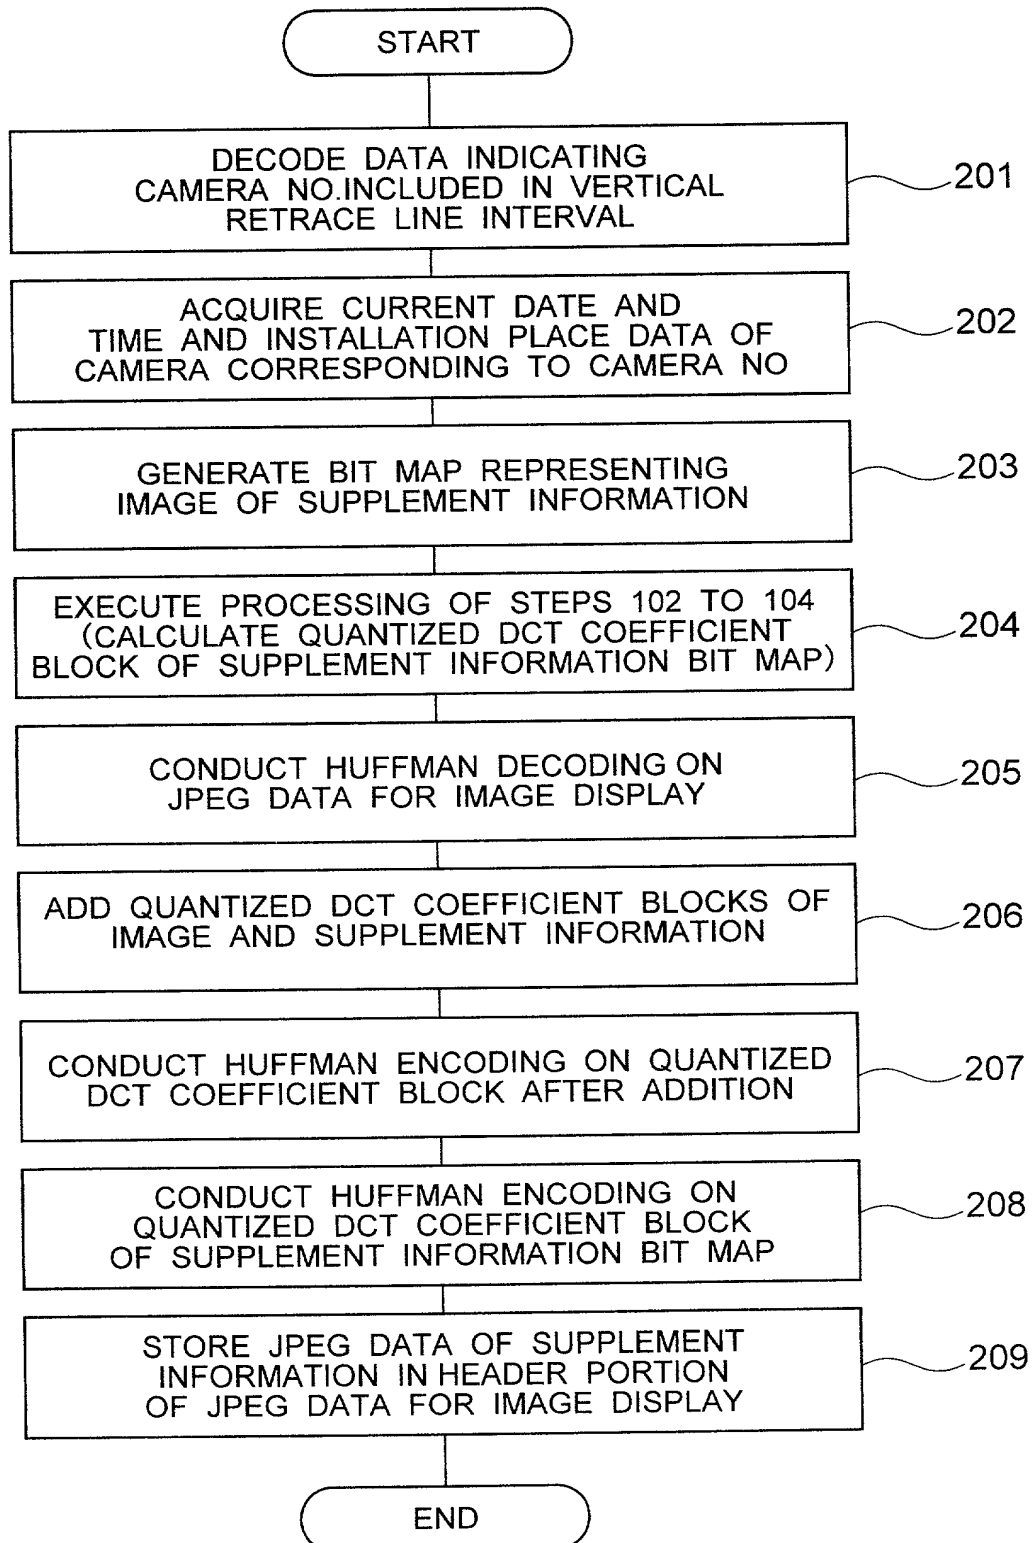 START
DECODE DATA INDICATING
CAMERA NO.INCLUDED IN VERTICAL
RETRACE LINE INTERVAL
201
ACQUIRE CURRENT DATE AND
TIME AND INSTALLATION PLACE DATA OF
CAMERA CORRESPONDING TO CAMERA NO
202
GENERATE BIT MAP REPRESENTING
IMAGE OF SUPPLEMENT INFORMATION
203
EXECUTE PROCESSING OF STEPS 102 TO 104
(CALCULATE QUANTIZED DCT COEFFICIENT
BLOCK OF SUPPLEMENT INFORMATION BIT MAP)
204
CONDUCT HUFFMAN DECODING ON
JPEG DATA FOR IMAGE DISPLAY
205
ADD QUANTIZED DCT COEFFICIENT BLOCKS OF
IMAGE AND SUPPLEMENT INFORMATION
206
CONDUCT HUFFMAN ENCODING ON QUANTIZED
DCT COEFFICIENT BLOCK AFTER ADDITION
207
CONDUCT HUFFMAN ENCODING ON
QUANTIZED DCT COEFFICIENT BLOCK
OF SUPPLEMENT INFORMATION BIT MAP
208
STORE JPEG DATA OF SUPPLEMENT
INFORMATION IN HEADER PORTION
OF JPEG DATA FOR IMAGE DISPLAY
209
END